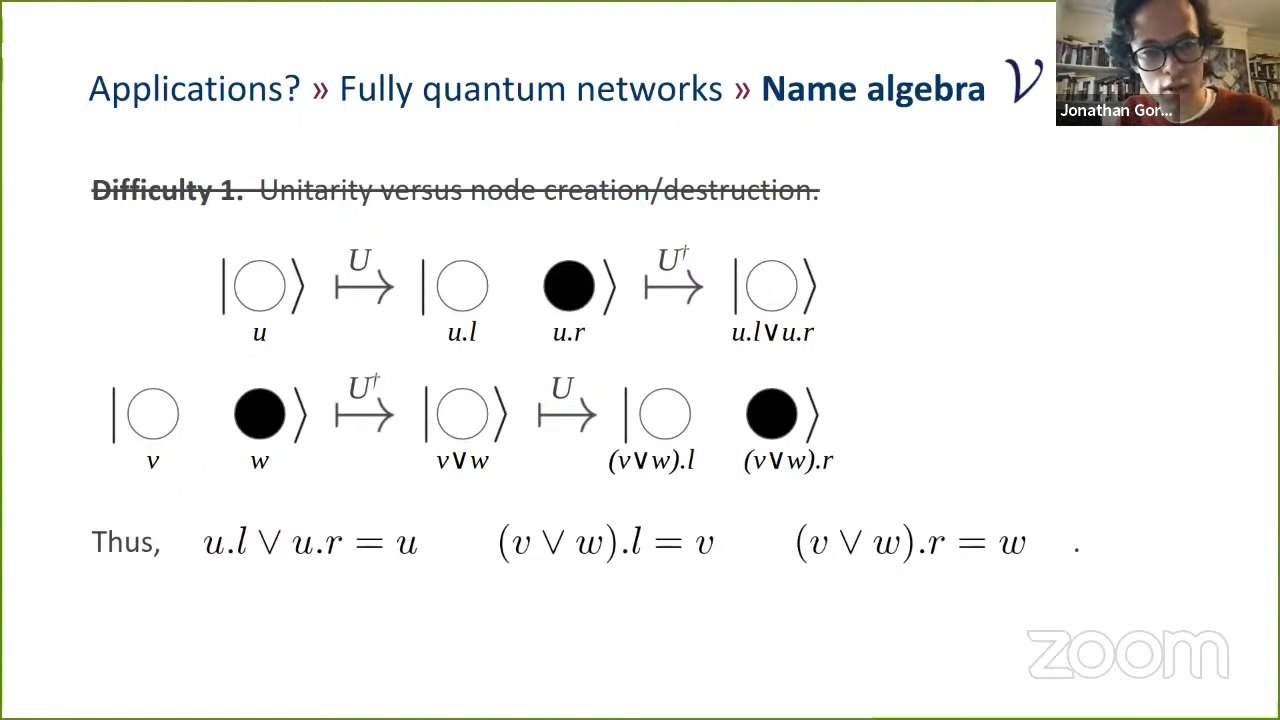 Applications? » Fully quantum networks » Name algebra 𝒱
Jonathan Gor...
Difficulty 1. Unitarity versus node creation/destruction.
|○⟩ U ↦ |○ ●⟩ U† ↦ |○⟩
u u.l u.r u.l∨u.r
|○ ●⟩ U† ↦ |○⟩ U ↦ |○ ●⟩
v w v∨w (v∨w).l (v∨w).r
Thus, u.l ∨ u.r = u (v ∨ w).l = v (v ∨ w).r = w .
zoom